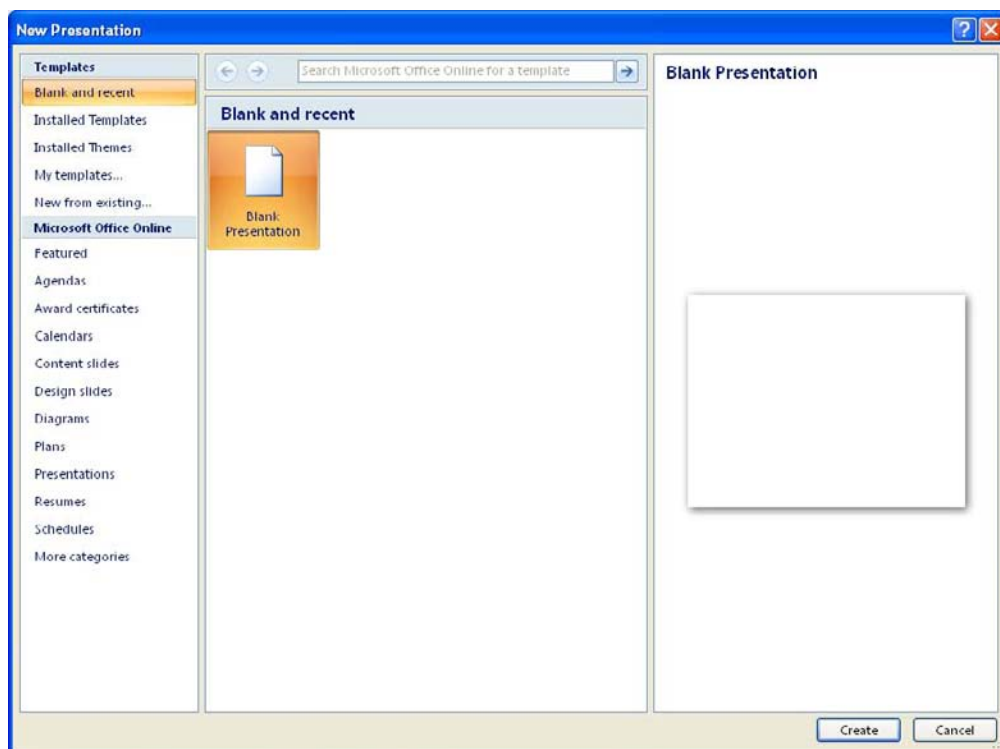 New Presentation
Templates
Blank and recent
Installed Templates
Installed Themes
My templates...
New from existing...
Microsoft Office Online
Featured
Agendas
Award certificates
Calendars
Content slides
Design slides
Diagrams
Plans
Presentations
Resumes
Schedules
More categories
Search Microsoft Office Online for a template
Blank and recent
Blank
Presentation
Blank Presentation
Create
Cancel